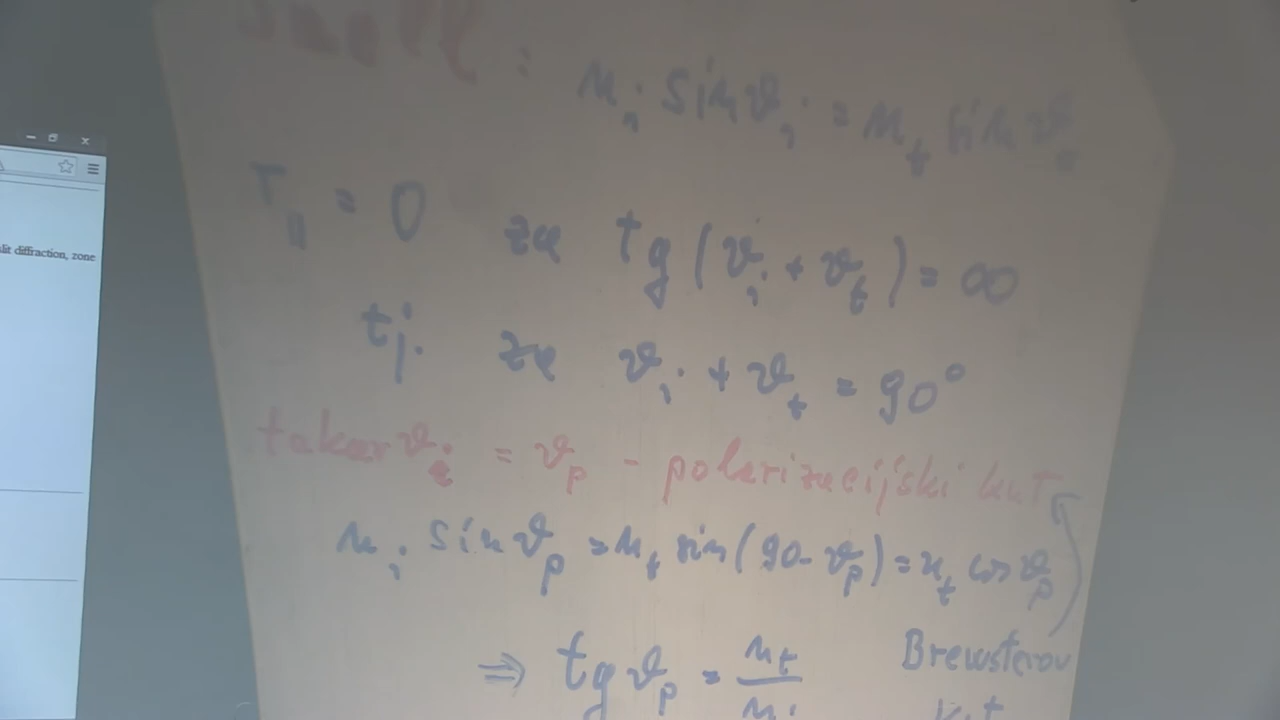 Snell : n_i sin ϑ_i = n_t sin ϑ_t
r_∥ = 0 za tg(ϑ_i + ϑ_t) = ∞
tj. za ϑ_i + ϑ_t = 90°
takav ϑ_i = ϑ_p - polarizacijski kut
n_i sin ϑ_p = n_t sin(90 - ϑ_p) = n_t cos ϑ_p
⇒ tg ϑ_p = n_t / n_i
Brewsterov
kut
slit diffraction, zone